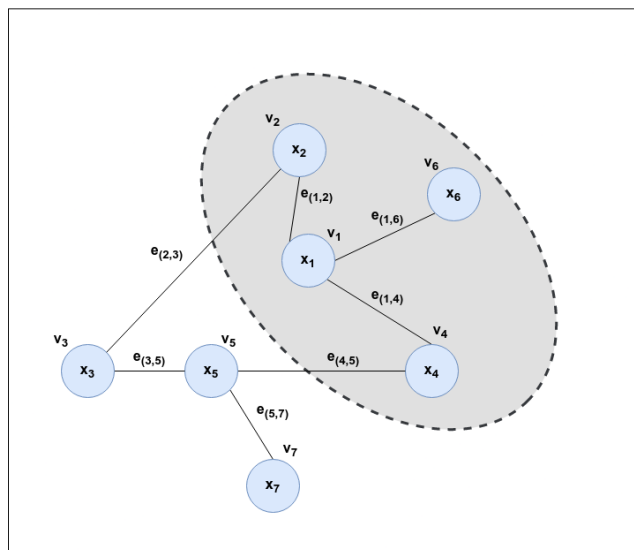 v₂
x₂
v₆
x₆
e₍₁,₂₎
e₍₁,₆₎
v₁
x₁
e₍₂,₃₎
e₍₁,₄₎
v₃
v₅
v₄
x₃
e₍₃,₅₎
x₅
e₍₄,₅₎
x₄
e₍₅,₇₎
v₇
x₇